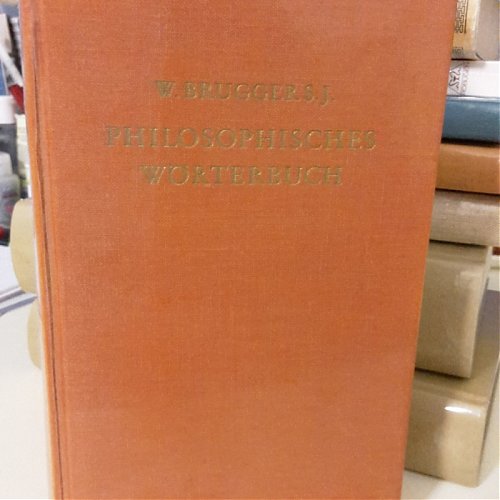 W. BRUGGER S.J.
PHILOSOPHISCHES
WÖRTERBUCH